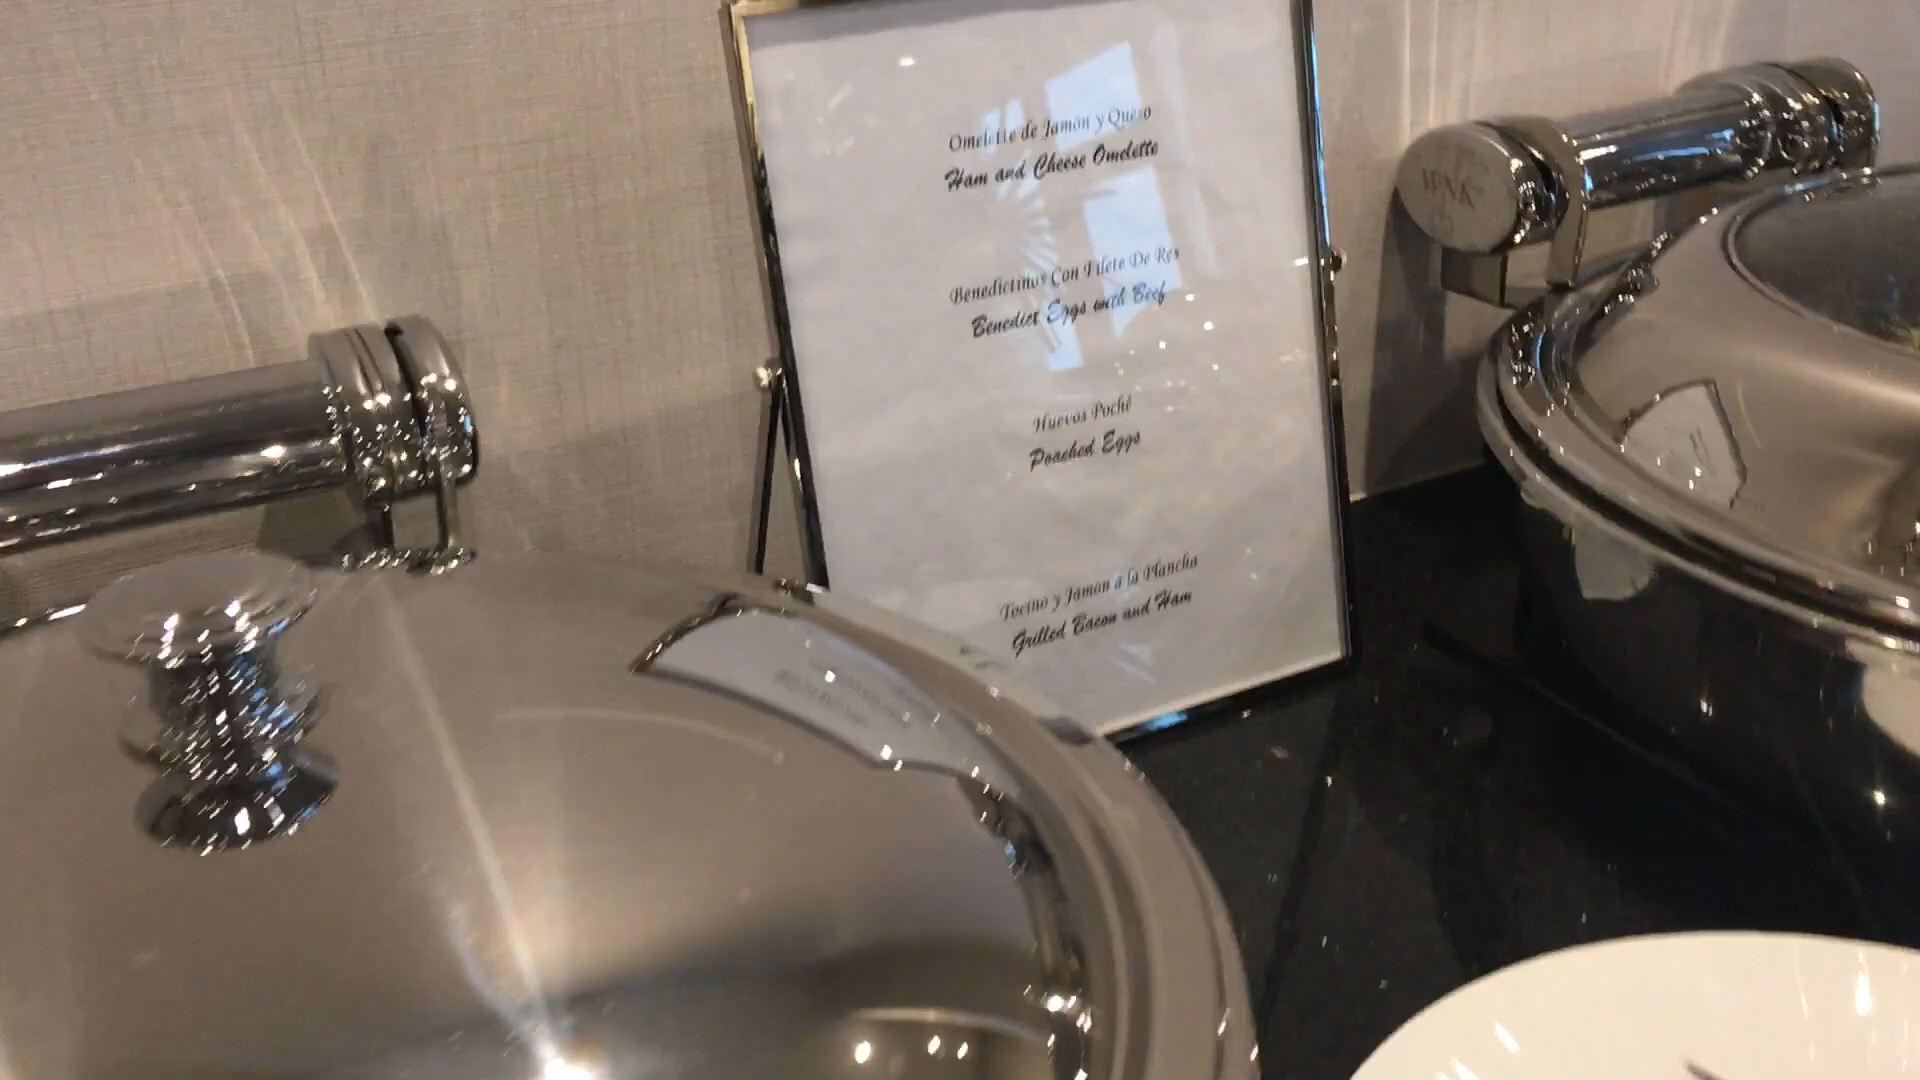 Omelette de Jamón y Queso
Ham and Cheese Omelette
Benedictinos Con Filete De Res
Benedict Eggs with Beef
Huevos Poché
Poached Eggs
Tocino y Jamón a la Plancha
Grilled Bacon and Ham